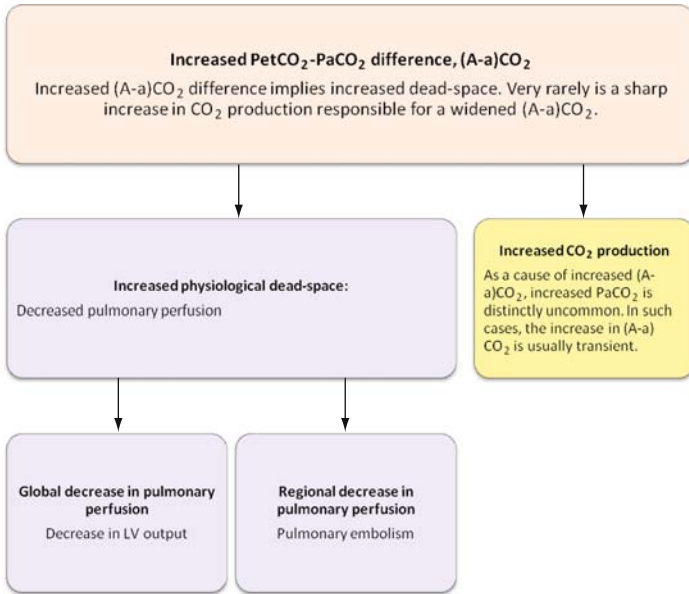 Increased PetCO₂-PaCO₂ difference, (A-a)CO₂
Increased (A-a)CO₂ difference implies increased dead-space. Very rarely is a sharp
increase in CO₂ production responsible for a widened (A-a)CO₂.
Increased physiological dead-space:
Decreased pulmonary perfusion
Increased CO₂ production
As a cause of increased (A-
a)CO₂, increased PaCO₂ is
distinctly uncommon. In such
cases, the increase in (A-a)
CO₂ is usually transient.
Global decrease in pulmonary
perfusion
Decrease in LV output
Regional decrease in
pulmonary perfusion
Pulmonary embolism